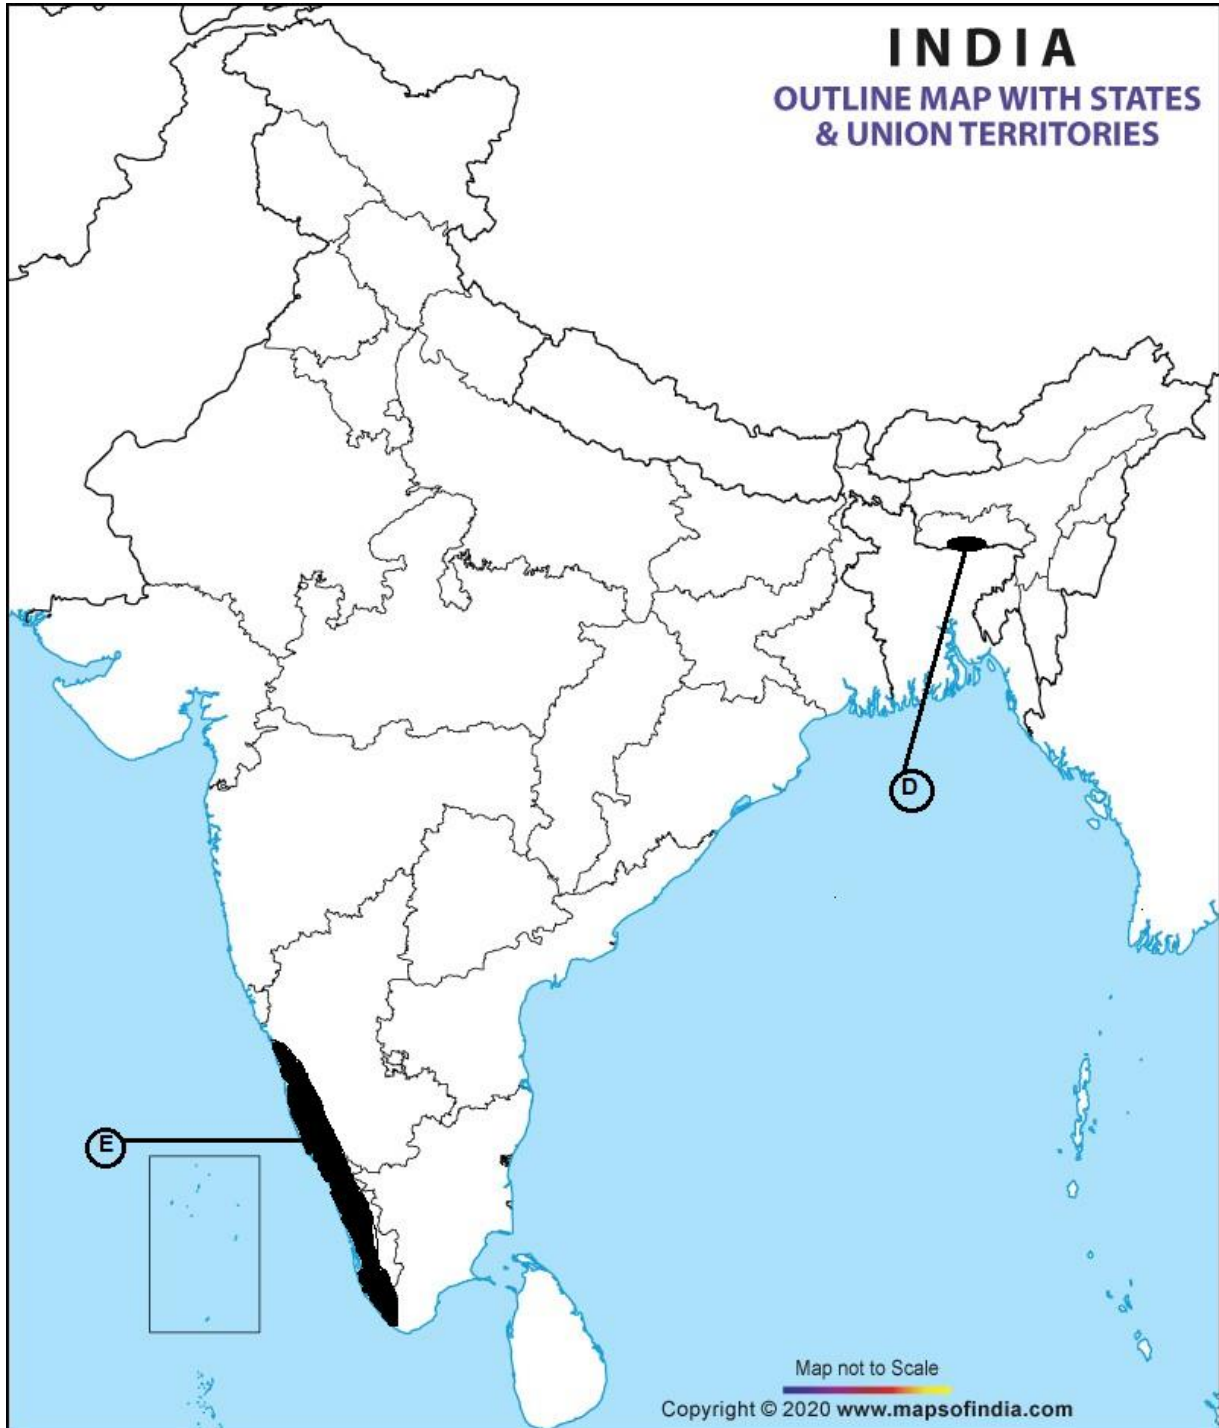 INDIA
OUTLINE MAP WITH STATES
& UNION TERRITORIES
D
E
Map not to Scale
Copyright © 2020 www.mapsofindia.com